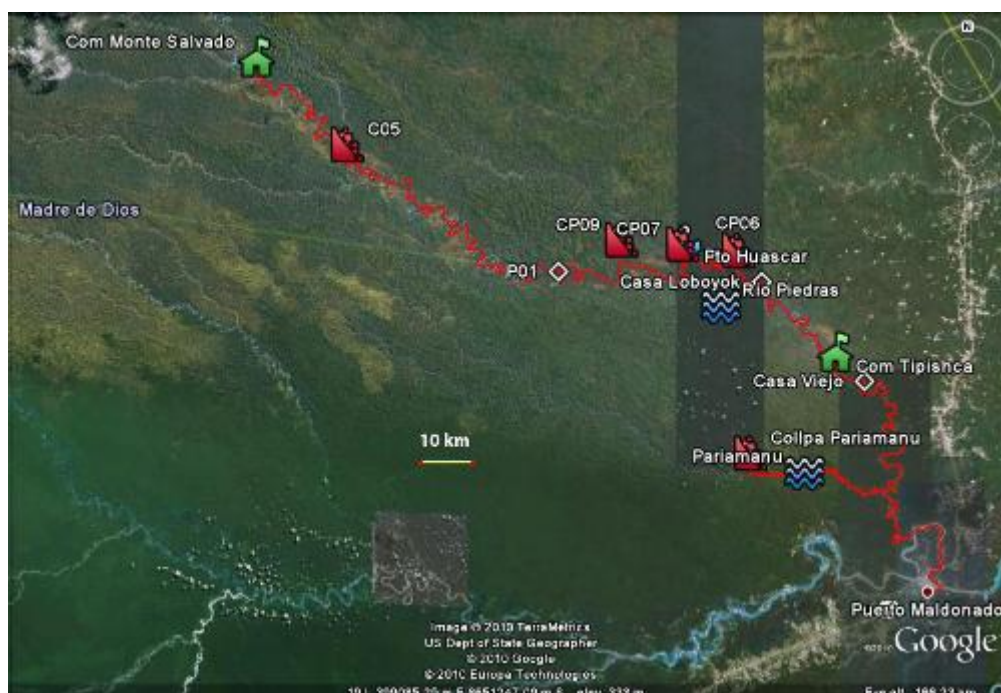 Com Monte Salvado
C05
Madre de Dios
CP09
CP07
CP06
Pto Huascar
P01
Casa Loboyok
Rio Piedras
Com Tipishca
Casa Viejo
10 km
Collpa Pariamanu
Pariamanu
Puerto Maldonado
Image © 2010 TerraMetrics
US Dept of State Geographer
© 2010 Google
© 2010 Europa Technologies
©2010 Google